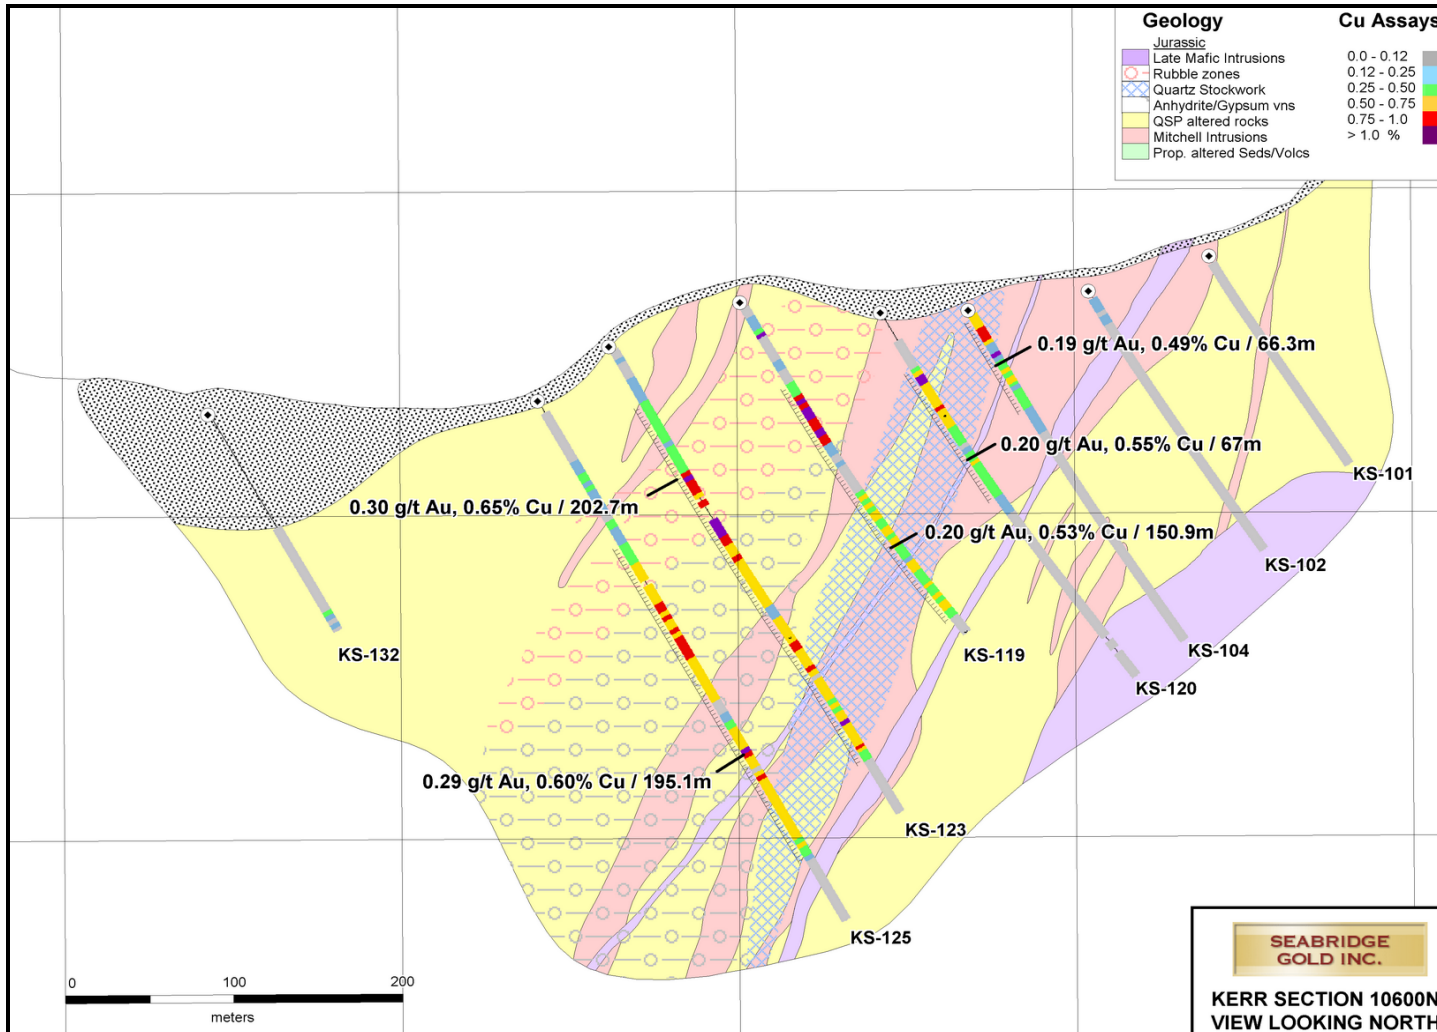 Geology
Jurassic
Late Mafic Intrusions
Rubble zones
Quartz Stockwork
Anhydrite/Gypsum vns
QSP altered rocks
Mitchell Intrusions
Prop. altered Seds/Volcs
Cu Assays
0.0 - 0.12
0.12 - 0.25
0.25 - 0.50
0.50 - 0.75
0.75 - 1.0
> 1.0 %
0.19 g/t Au, 0.49% Cu / 66.3m
0.20 g/t Au, 0.55% Cu / 67m
KS-101
0.30 g/t Au, 0.65% Cu / 202.7m
0.20 g/t Au, 0.53% Cu / 150.9m
KS-102
KS-132
KS-119
KS-104
KS-120
0.29 g/t Au, 0.60% Cu / 195.1m
KS-123
KS-125
0 100 200
meters
SEABRIDGE
GOLD INC.
KERR SECTION 10600N
VIEW LOOKING NORTH